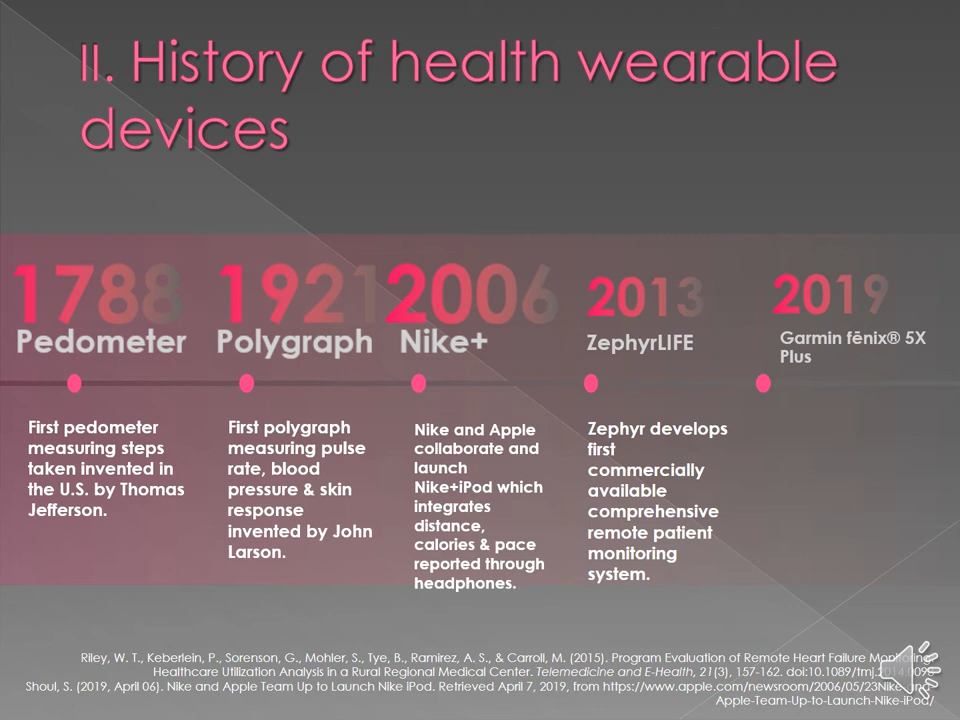 II. History of health wearable
devices
1788
Pedometer
First pedometer
measuring steps
taken invented in
the U.S. by Thomas
Jefferson.
1921
Polygraph
First polygraph
measuring pulse
rate, blood
pressure & skin
response
invented by John
Larson.
2006
Nike+
Nike and Apple
collaborate and
launch
Nike+iPod which
integrates
distance,
calories & pace
reported through
headphones.
2013
ZephyrLIFE
Zephyr develops
first
commercially
available
comprehensive
remote patient
monitoring
system.
2019
Garmin fēnix® 5X
Plus
Riley, W. T., Keberlein, P., Sorenson, G., Mohler, S., Tye, B., Ramirez, A. S., & Carroll, M. (2015). Program Evaluation of Remote Heart Failure Monitoring:
Healthcare Utilization Analysis in a Rural Regional Medical Center. Telemedicine and E-Health, 21(3), 157-162. doi:10.1089/tmj.2014.0093
Shoul, S. (2019, April 06). Nike and Apple Team Up to Launch Nike iPod. Retrieved April 7, 2019, from https://www.apple.com/newsroom/2006/05/23Nike-and-
Apple-Team-Up-to-Launch-Nike-iPod/